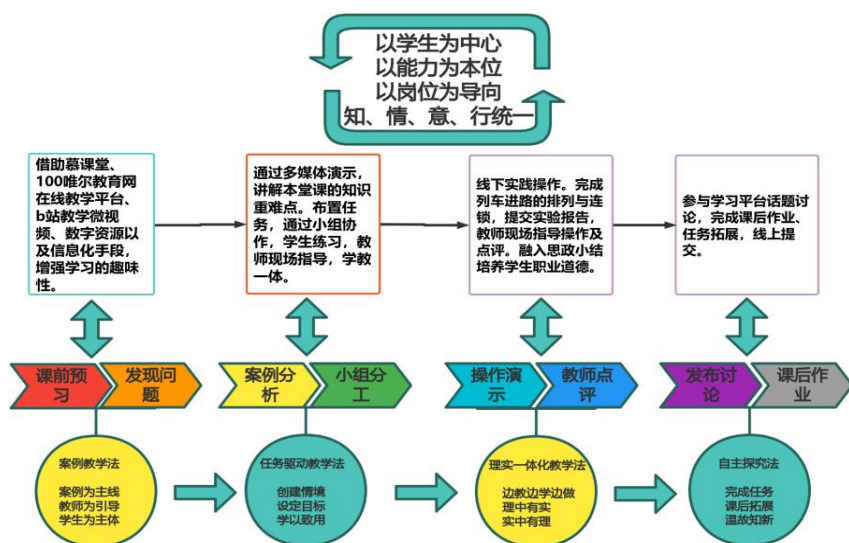 以学生为中心
以能力为本位
以岗位为导向
知、情、意、行统一
借助慕课堂、
100唯尔教育网
在线教学平台、
b站教学微视
频、数字资源以
及信息化手段，
增强学习的趣味
性。
通过多媒体演示，
讲解本堂课的知识
重难点。布置任
务，通过小组协
作，学生练习，教
师现场指导，学教
一体。
线下实践操作。完成
列车进路的排列与连
锁，提交实验报告，
教师现场指导操作及
点评。融入思政小结
培养学生职业道德。
参与学习平台话题讨
论，完成课后作业、
任务拓展，线上提
交。
课前预
习
发现问
题
案例分
析
小组分
工
操作演
示
教师点
评
发布讨
论
课后作
业
案例教学法
案例为主线
教师为引导
学生为主体
任务驱动教学法
创建情境
设定目标
学以致用
理实一体化教学法
边教边学边做
理中有实
实中有理
自主探究法
完成任务
课后拓展
温故知新